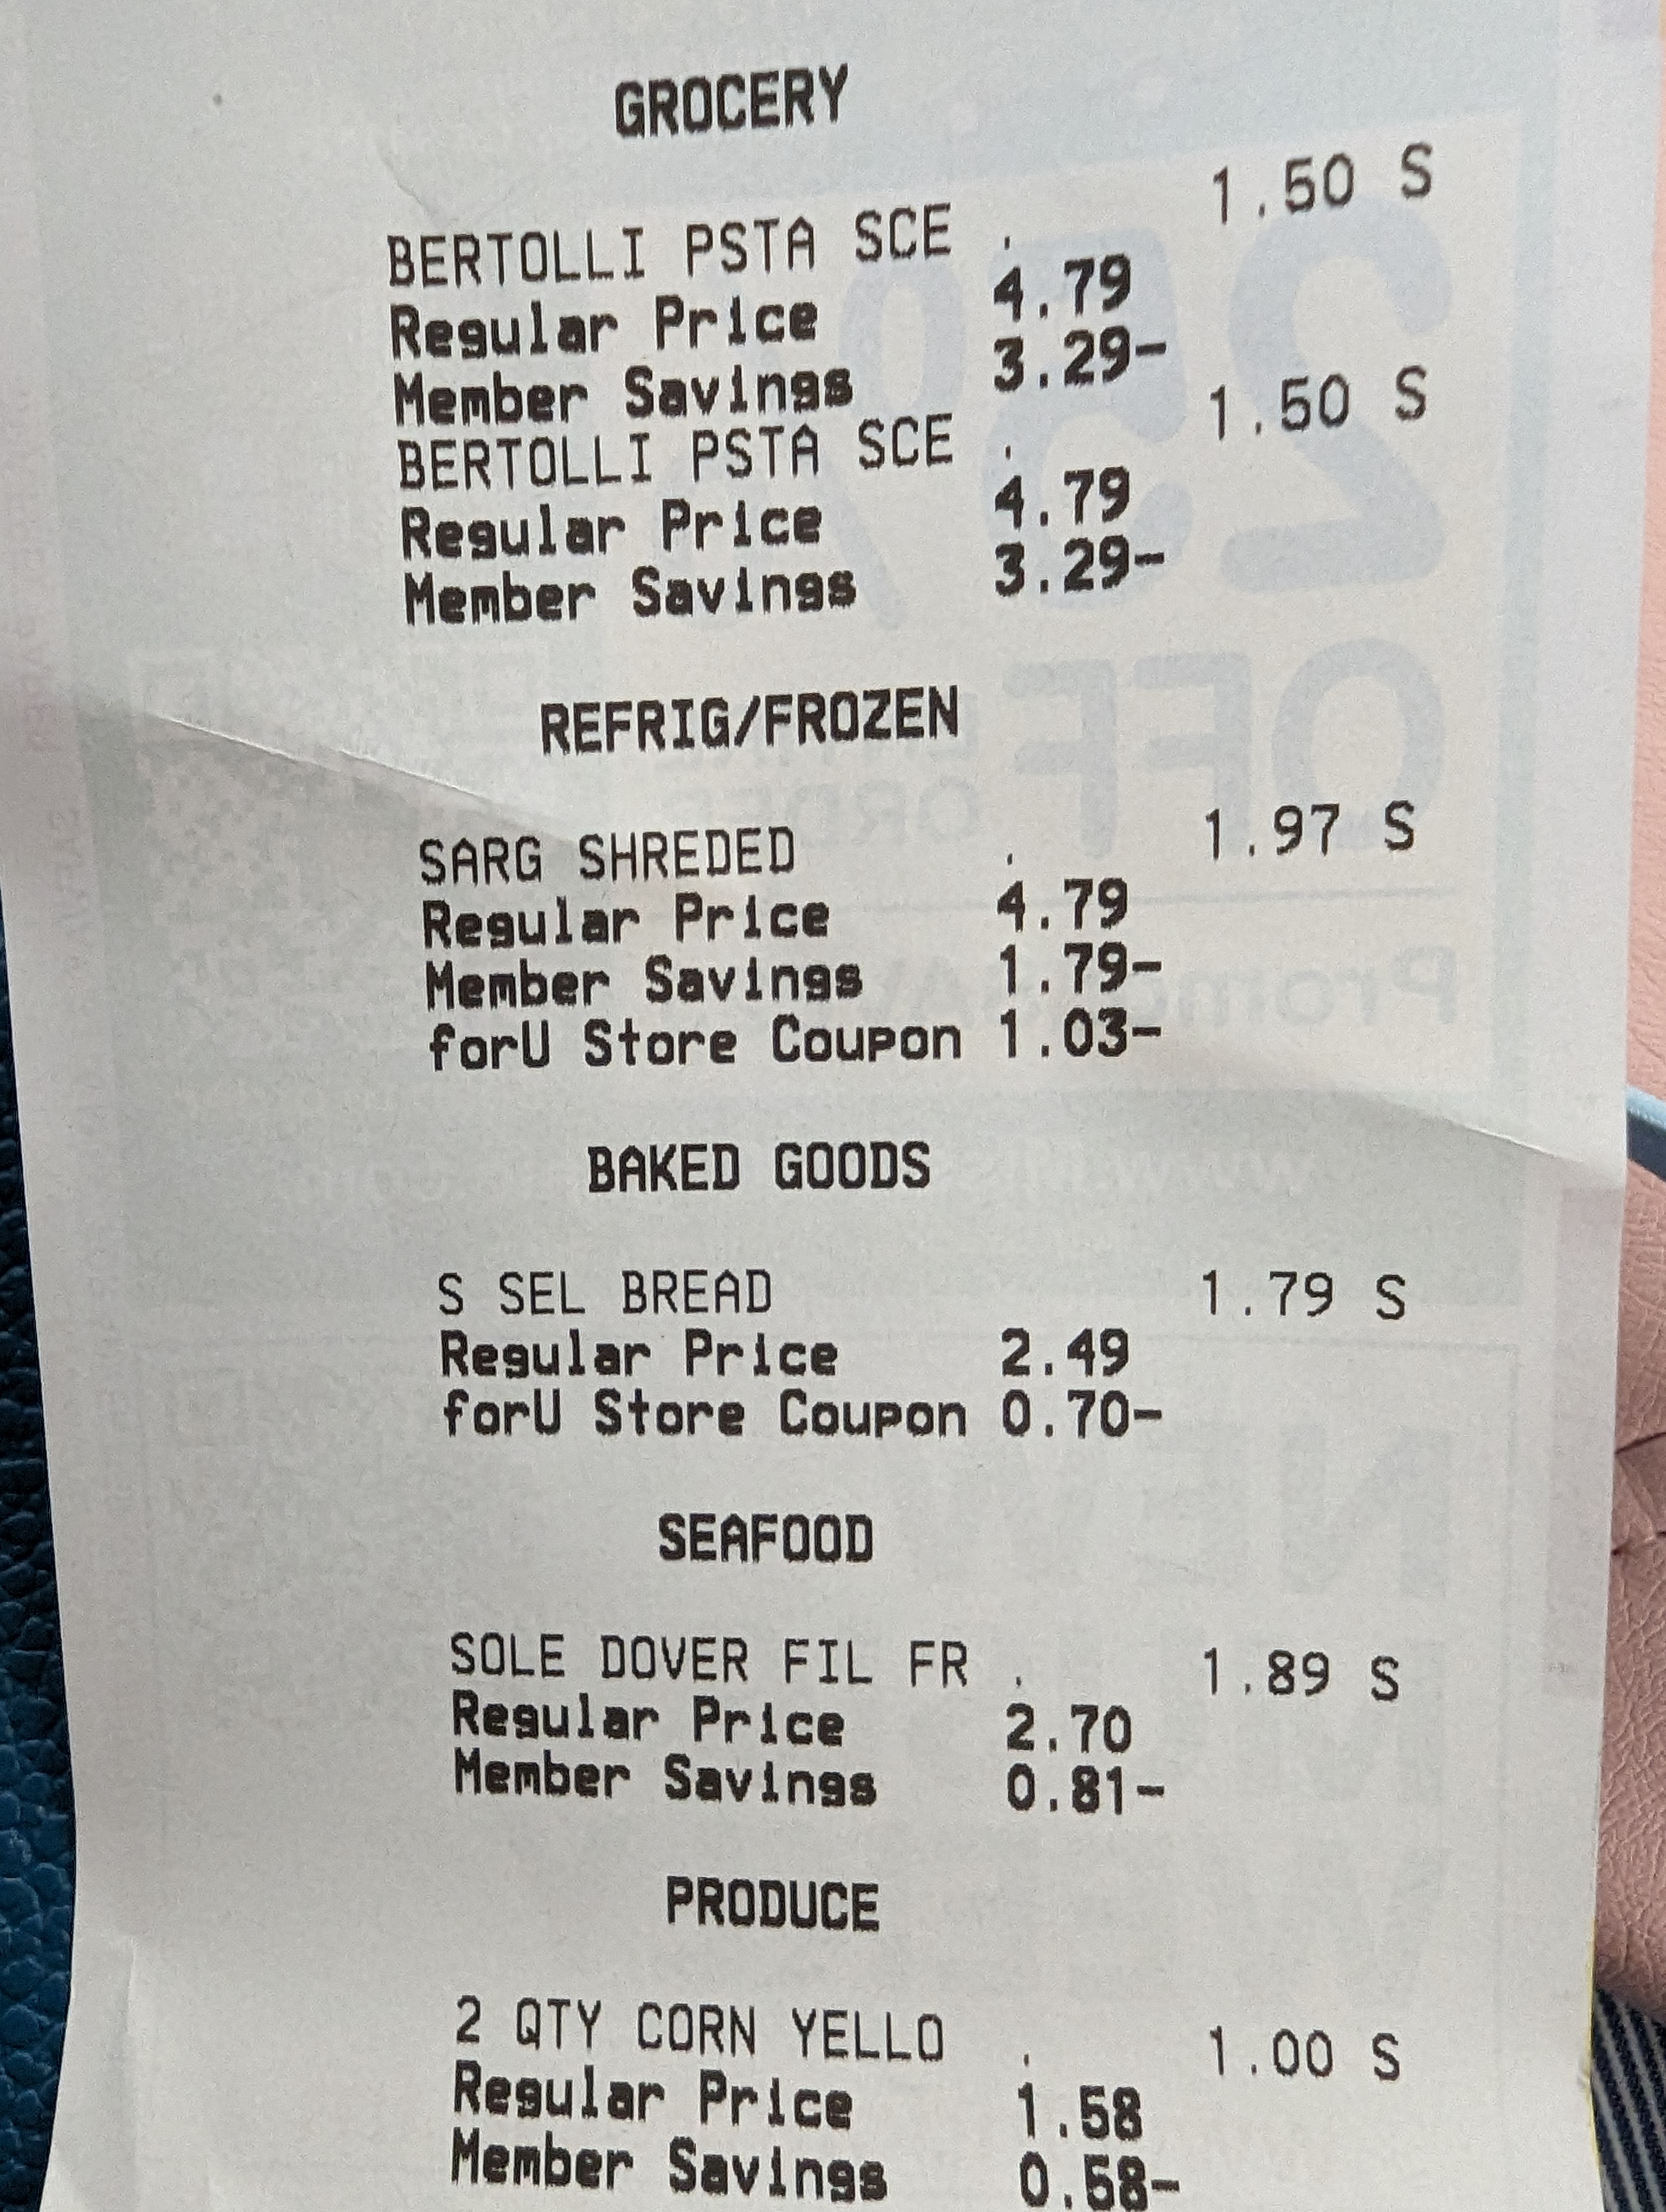 GROCERY
BERTOLLI PSTA SCE . 1.50 S
Regular Price 4.79
Member Savings 3.29-
BERTOLLI PSTA SCE . 1.50 S
Regular Price 4.79
Member Savings 3.29-
REFRIG/FROZEN
SARG SHREDED . 1.97 S
Regular Price 4.79
Member Savings 1.79-
forU Store Coupon 1.03-
BAKED GOODS
S SEL BREAD 1.79 S
Regular Price 2.49
forU Store Coupon 0.70-
SEAFOOD
SOLE DOVER FIL FR . 1.89 S
Regular Price 2.70
Member Savings 0.81-
PRODUCE
2 QTY CORN YELLO . 1.00 S
Regular Price 1.58
Member Savings 0.58-